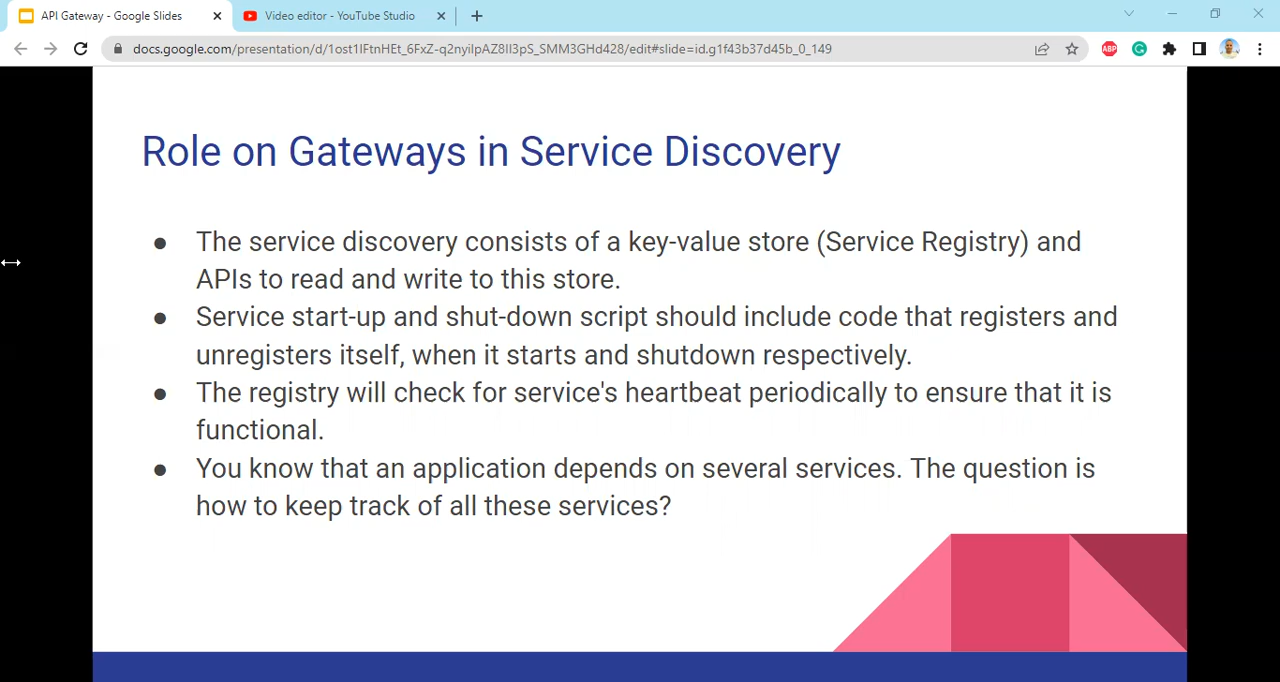 API Gateway - Google Slides
Video editor - YouTube Studio
docs.google.com/presentation/d/1ost1IFtnHEt_6FxZ-q2nyiIpAZ8II3pS_SMM3GHd428/edit#slide=id.g1f43b37d45b_0_149
ABP
Role on Gateways in Service Discovery
● The service discovery consists of a key-value store (Service Registry) and
APIs to read and write to this store.
● Service start-up and shut-down script should include code that registers and
unregisters itself, when it starts and shutdown respectively.
● The registry will check for service's heartbeat periodically to ensure that it is
functional.
● You know that an application depends on several services. The question is
how to keep track of all these services?